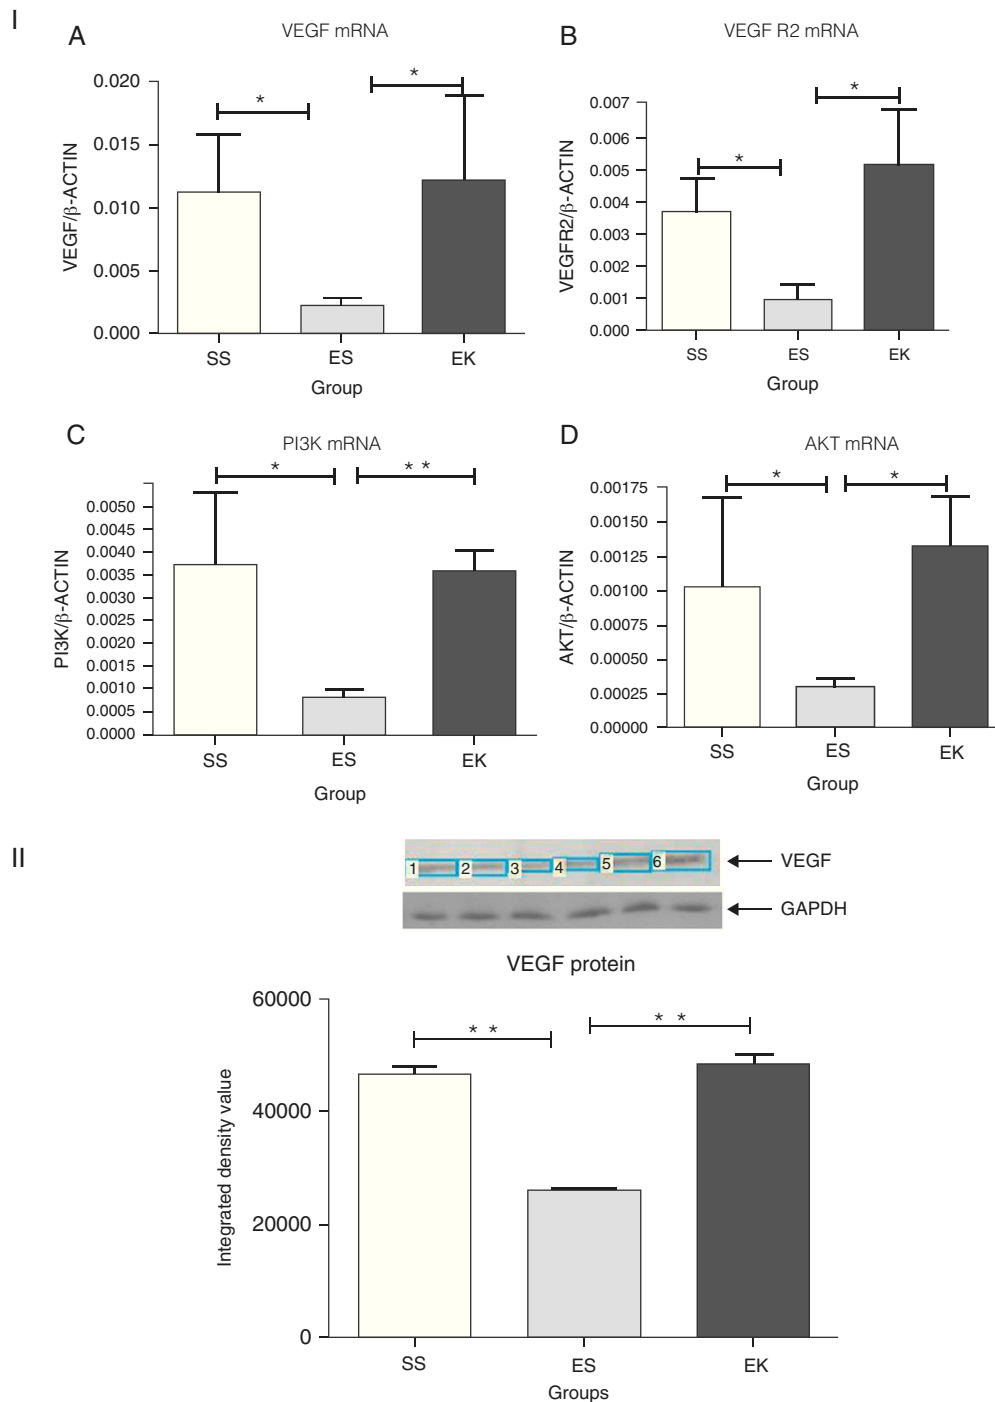 I
A
VEGF mRNA
VEGF/β-ACTIN
0.020
0.015
0.010
0.005
0.000
*
*
SS ES EK
Group
B
VEGF R2 mRNA
VEGFR2/β-ACTIN
0.007
0.006
0.005
0.004
0.003
0.002
0.001
0.000
*
*
SS ES EK
Group
C
PI3K mRNA
PI3K/β-ACTIN
0.0050
0.0045
0.0040
0.0035
0.0030
0.0025
0.0020
0.0015
0.0010
0.0005
0.0000
*
* *
SS ES EK
Group
D
AKT mRNA
AKT/β-ACTIN
0.00175
0.00150
0.00125
0.00100
0.00075
0.00050
0.00025
0.00000
*
*
SS ES EK
Group
II
1 2 3 4 5 6
VEGF
GAPDH
VEGF protein
Integrated density value
60000
40000
20000
0
* *
* *
SS ES EK
Groups